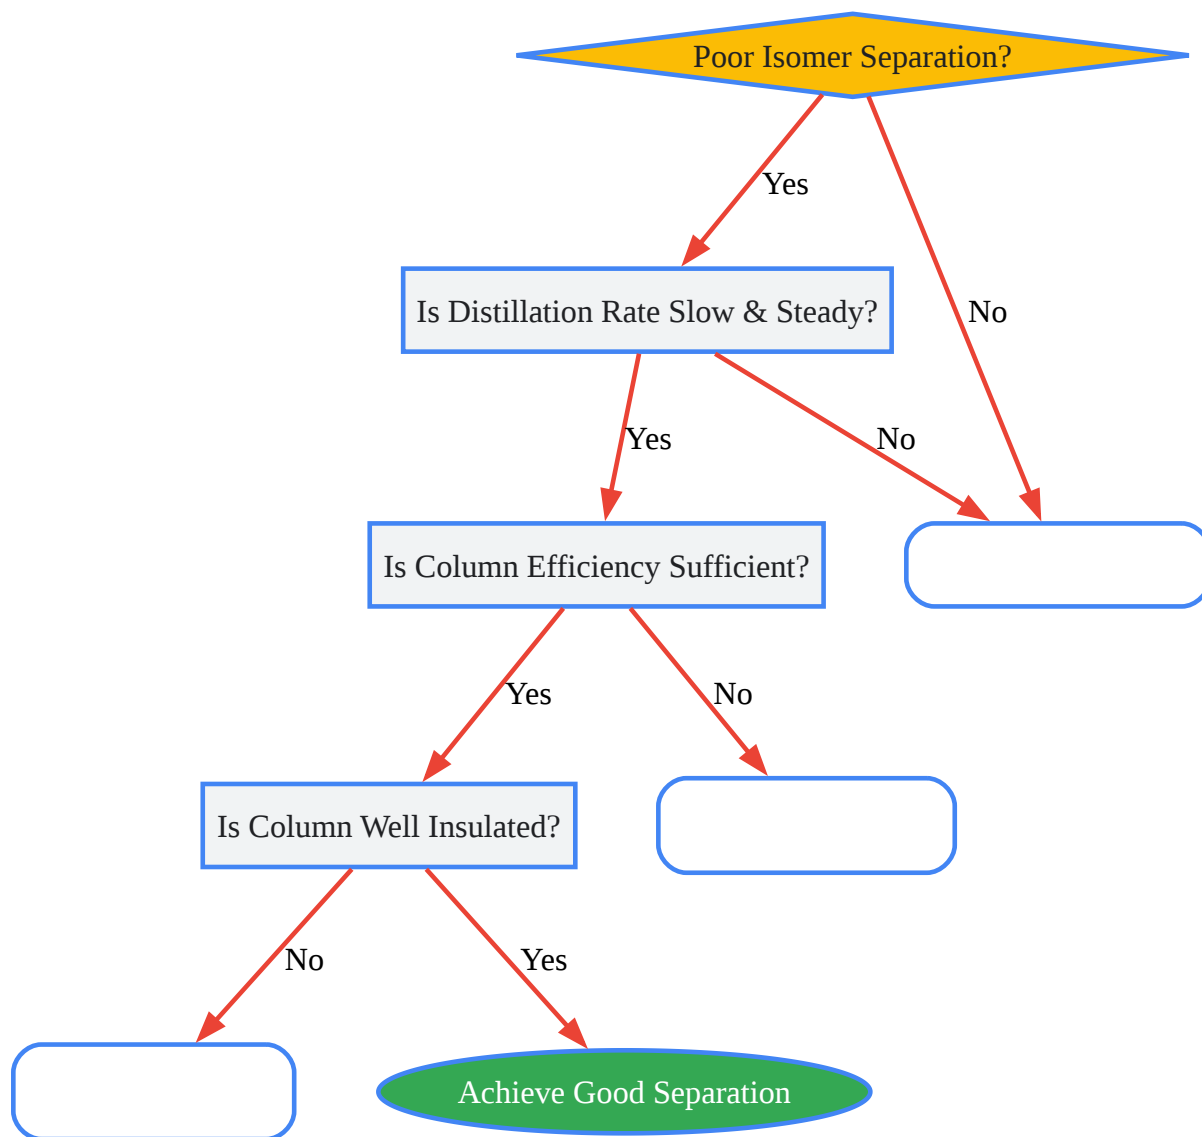 Poor Isomer Separation?
Yes
Is Distillation Rate Slow & Steady?
No
Yes
No
Is Column Efficiency Sufficient?
Yes
No
Is Column Well Insulated?
No
Yes
Achieve Good Separation